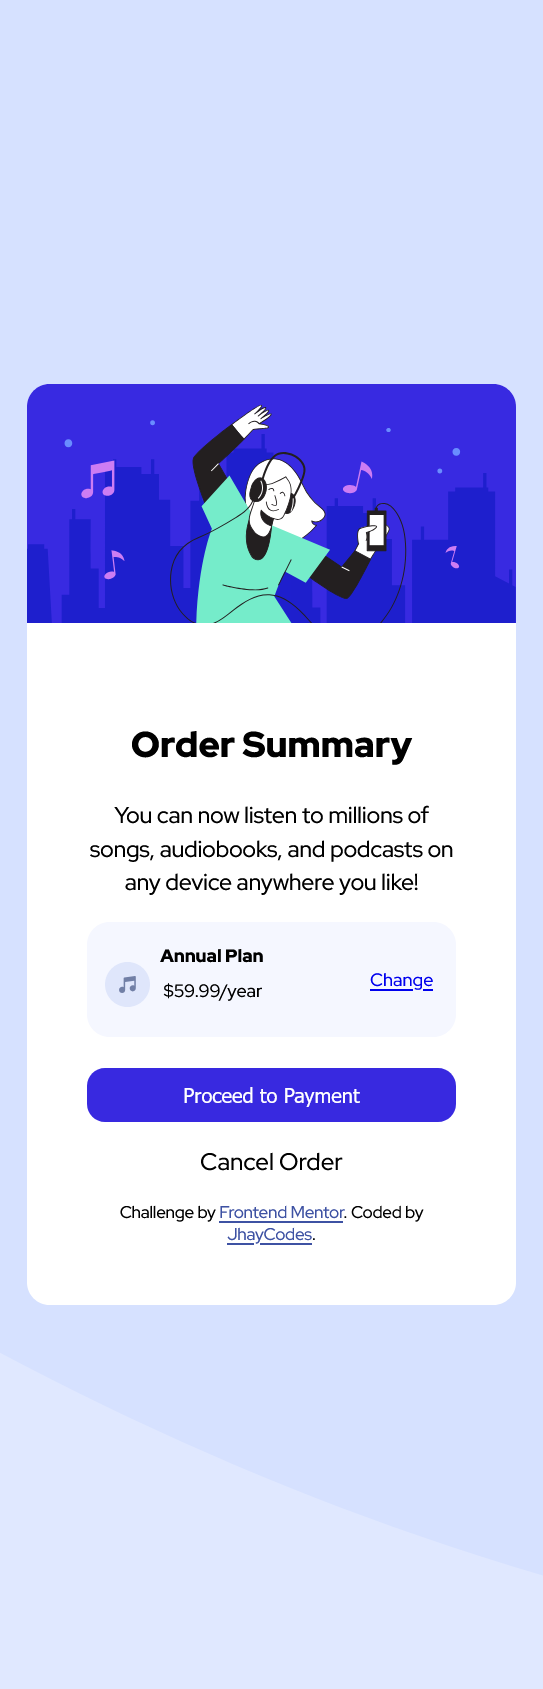 Order Summary
You can now listen to millions of
songs, audiobooks, and podcasts on
any device anywhere you like!
Annual Plan
$59.99/year
Change
Proceed to Payment
Cancel Order
Challenge by Frontend Mentor. Coded by
JhayCodes.